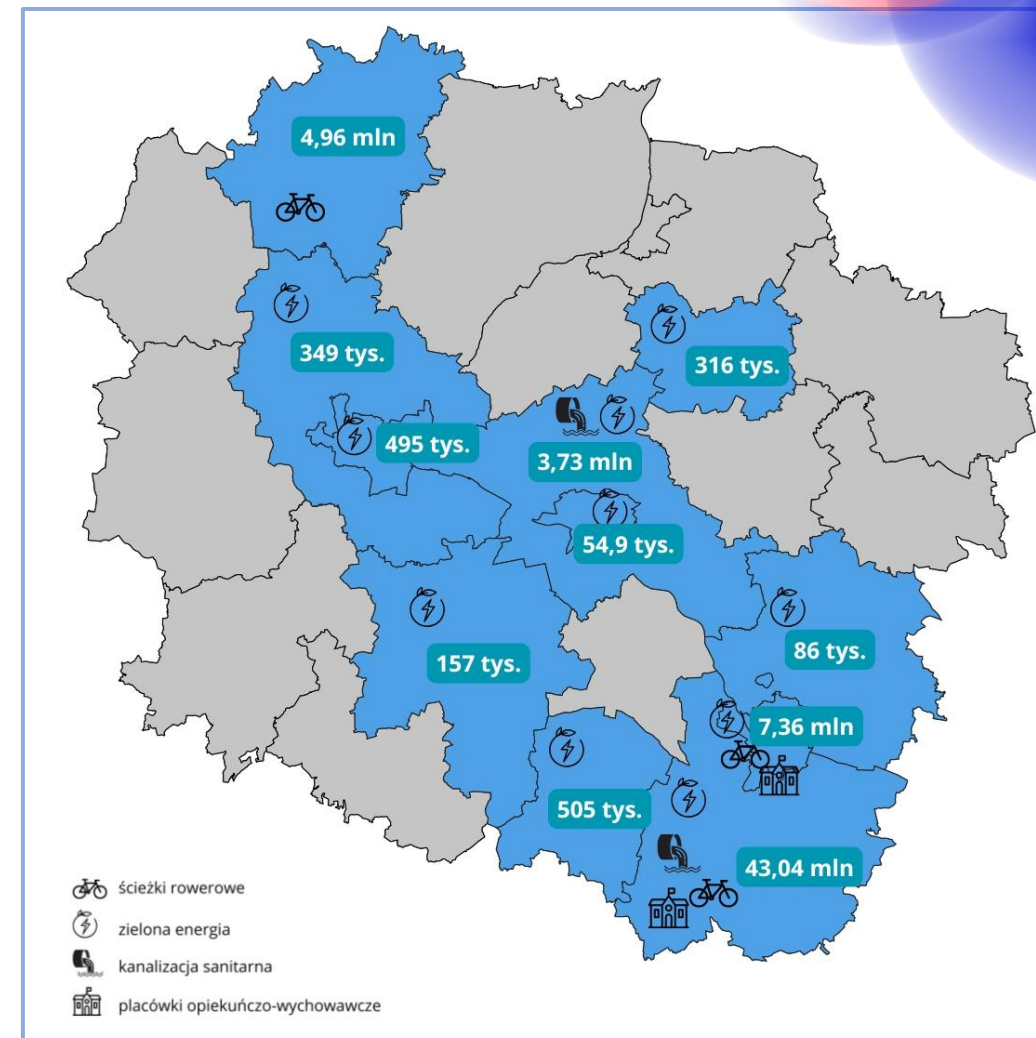 4,96 mln
349 tys.
316 tys.
495 tys.
3,73 mln
54,9 tys.
157 tys.
86 tys.
7,36 mln
505 tys.
43,04 mln
ścieżki rowerowe
zielona energia
kanalizacja sanitarna
placówki opiekuńczo-wychowawcze